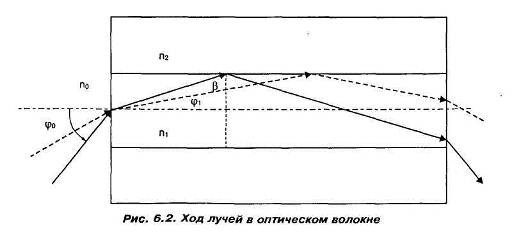 n₂
n₀
β
φ₁
φ₀
n₁
Рис. 6.2. Ход лучей в оптическом волокне